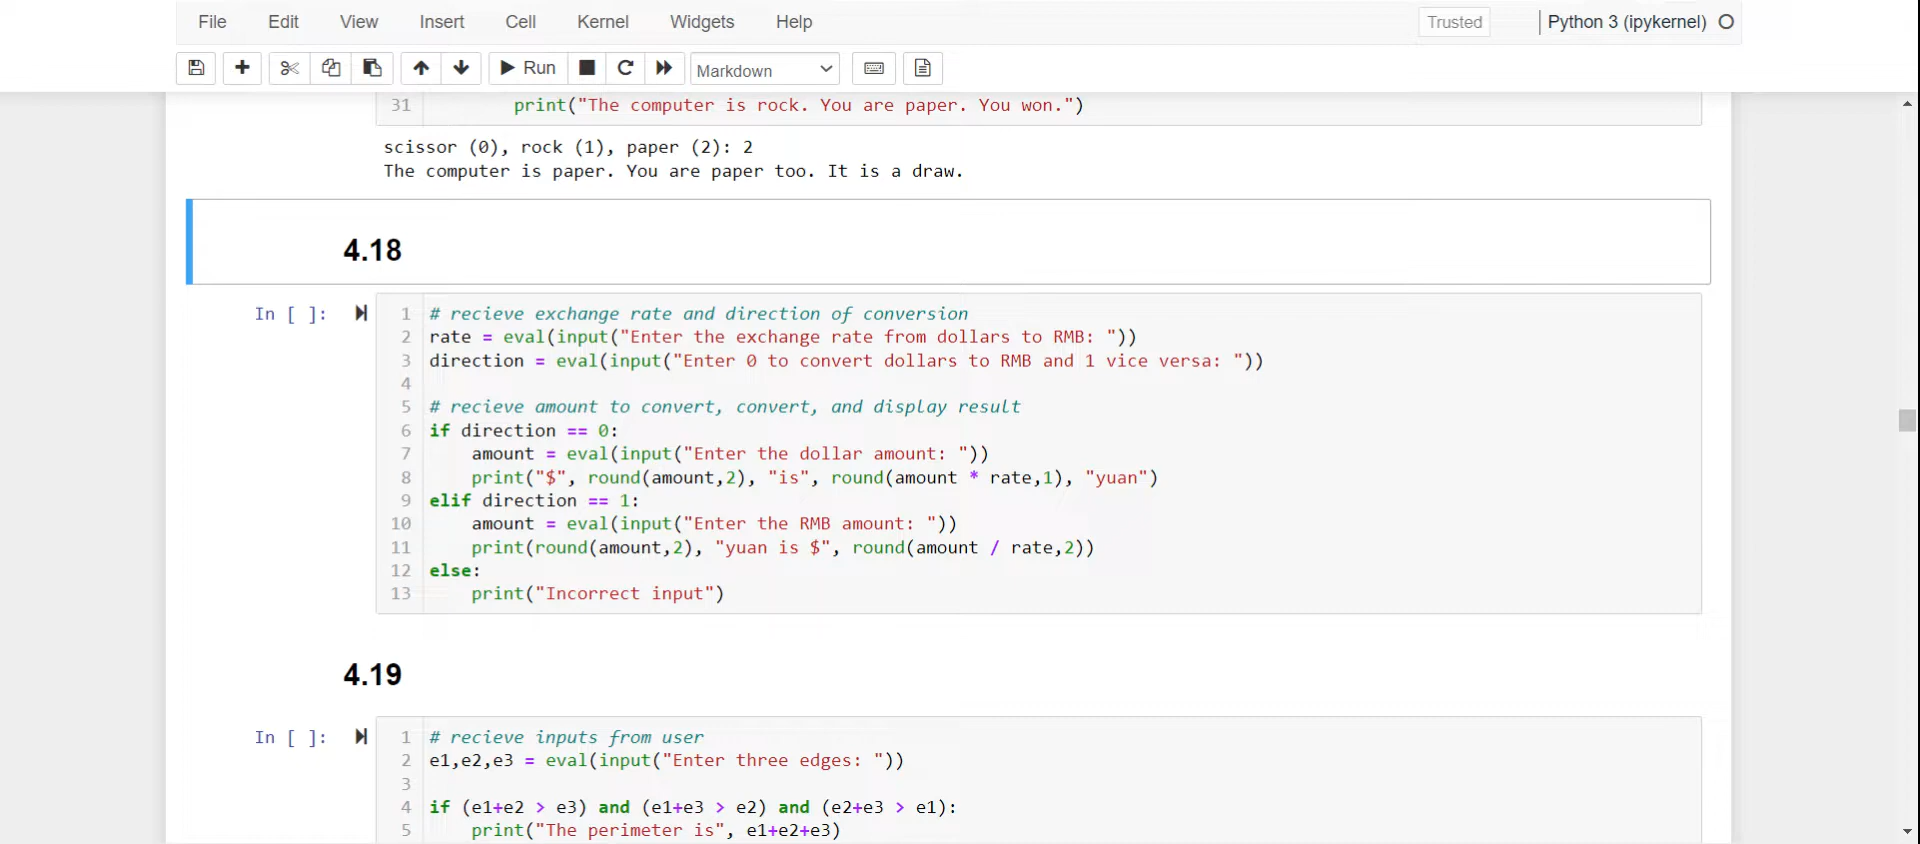 File Edit View Insert Cell Kernel Widgets Help Trusted Python 3 (ipykernel)
Run Markdown
31 print("The computer is rock. You are paper. You won.")
scissor (0), rock (1), paper (2): 2
The computer is paper. You are paper too. It is a draw.
4.18
In [ ]: 1 # recieve exchange rate and direction of conversion
2 rate = eval(input("Enter the exchange rate from dollars to RMB: "))
3 direction = eval(input("Enter 0 to convert dollars to RMB and 1 vice versa: "))
4
5 # recieve amount to convert, convert, and display result
6 if direction == 0:
7 amount = eval(input("Enter the dollar amount: "))
8 print("$", round(amount,2), "is", round(amount * rate,1), "yuan")
9 elif direction == 1:
10 amount = eval(input("Enter the RMB amount: "))
11 print(round(amount,2), "yuan is $", round(amount / rate,2))
12 else:
13 print("Incorrect input")
4.19
In [ ]: 1 # recieve inputs from user
2 e1,e2,e3 = eval(input("Enter three edges: "))
3
4 if (e1+e2 > e3) and (e1+e3 > e2) and (e2+e3 > e1):
5 print("The perimeter is", e1+e2+e3)